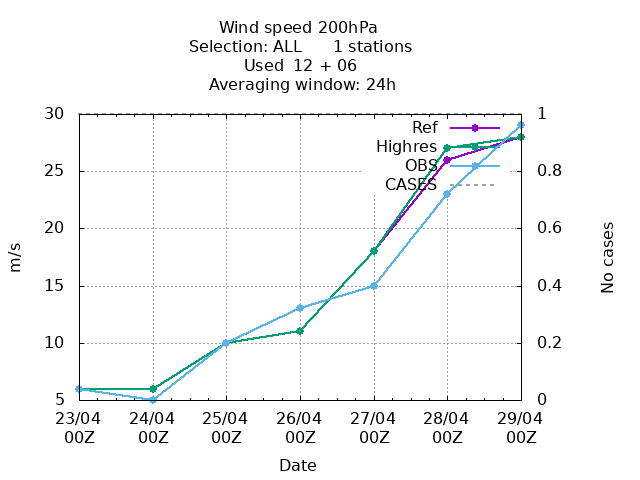 Wind speed 200hPa
Selection: ALL 1 stations
Used 12 + 06
Averaging window: 24h
30
25
20
15
10
5
1
0.8
0.6
0.4
0.2
0
Ref
Highres
OBS
CASES
m/s
No cases
23/04 24/04 25/04 26/04 27/04 28/04 29/04
00Z 00Z 00Z 00Z 00Z 00Z 00Z
Date